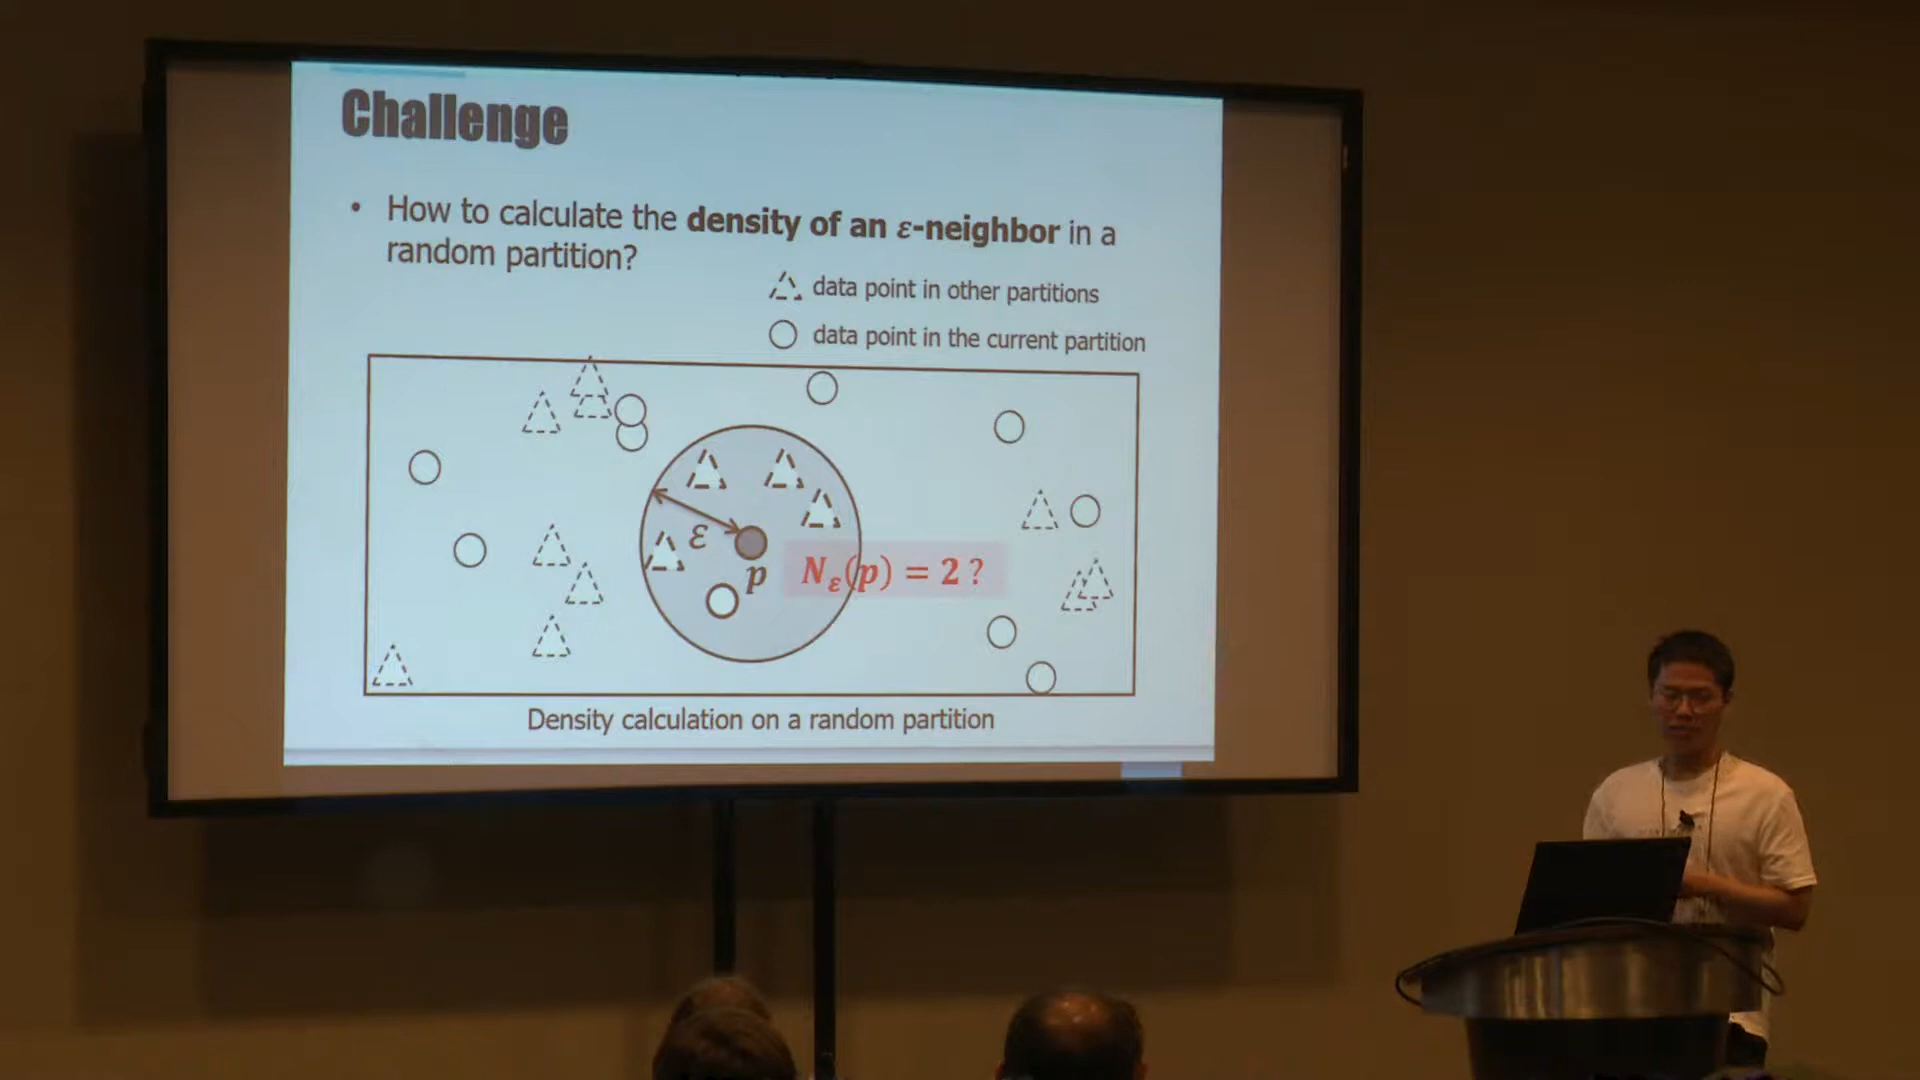 Challenge
• How to calculate the density of an ε-neighbor in a
random partition?
data point in other partitions
data point in the current partition
ε
p
Nε(p) = 2 ?
Density calculation on a random partition